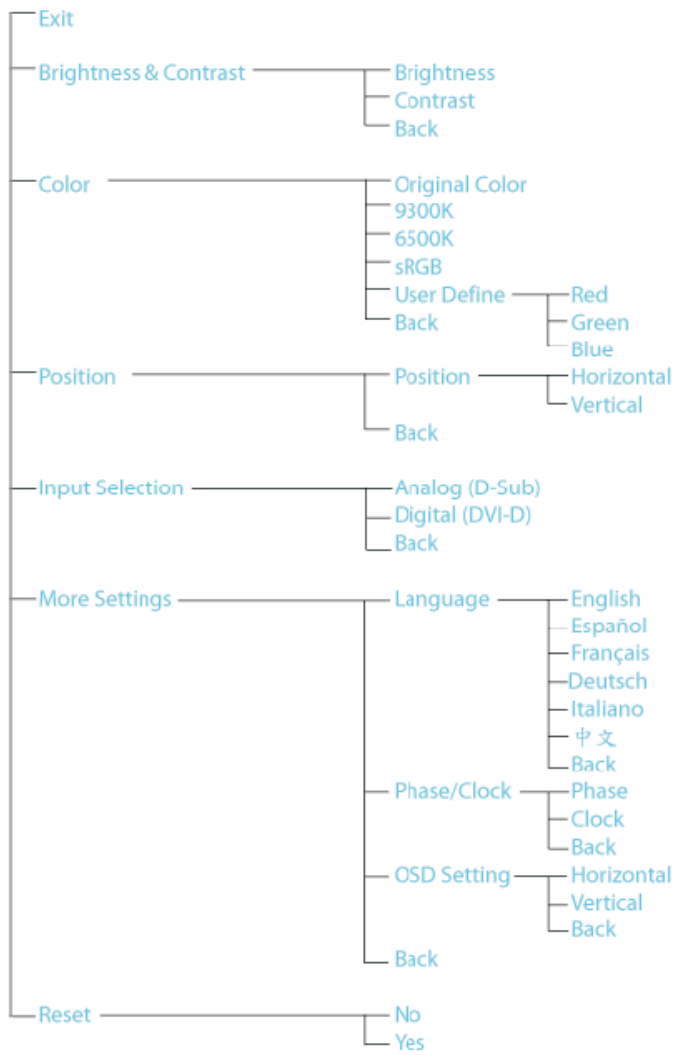 Exit
Brightness & Contrast Brightness
Contrast
Back
Color Original Color
9300K
6500K
sRGB
User Define Red
Back Green
Blue
Position Position Horizontal
Vertical
Back
Input Selection Analog (D-Sub)
Digital (DVI-D)
Back
More Settings Language English
Español
Français
Deutsch
Italiano
中文
Back
Phase/Clock Phase
Clock
Back
OSD Setting Horizontal
Vertical
Back
Back
Reset No
Yes